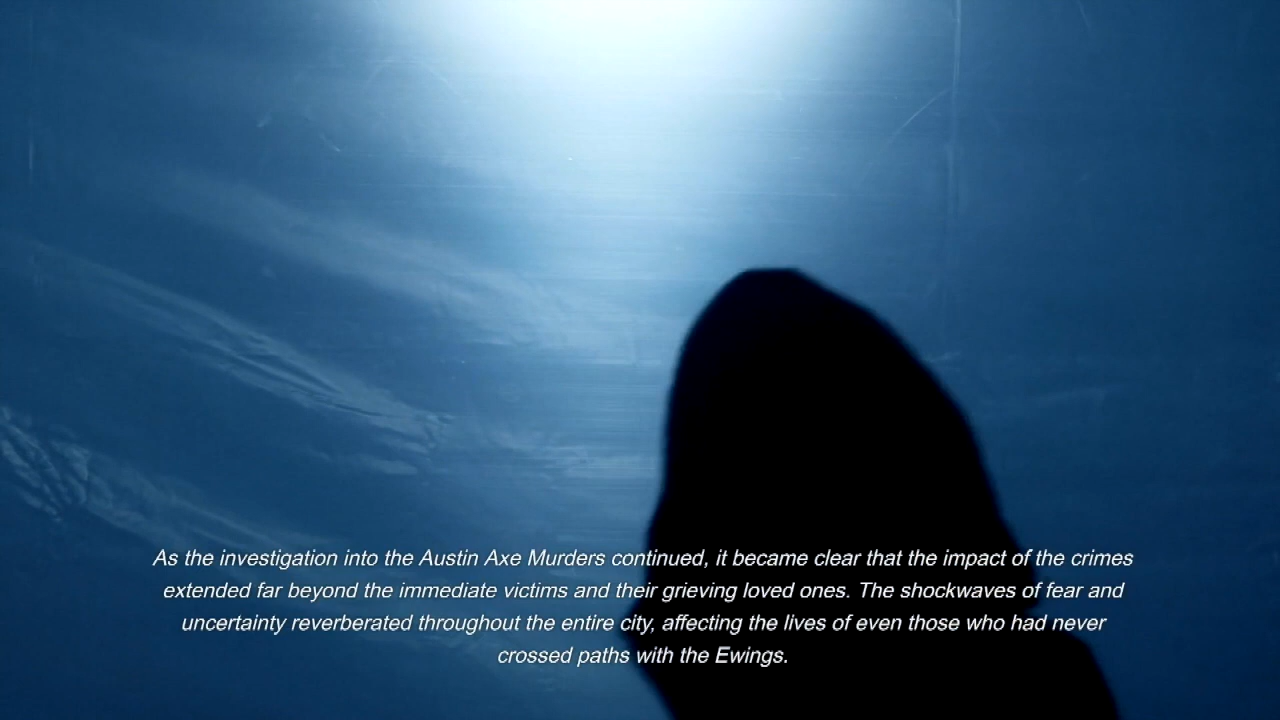 As the investigation into the Austin Axe Murders continued, it became clear that the impact of the crimes
extended far beyond the immediate victims and their grieving loved ones. The shockwaves of fear and
uncertainty reverberated throughout the entire city, affecting the lives of even those who had never
crossed paths with the Ewings.